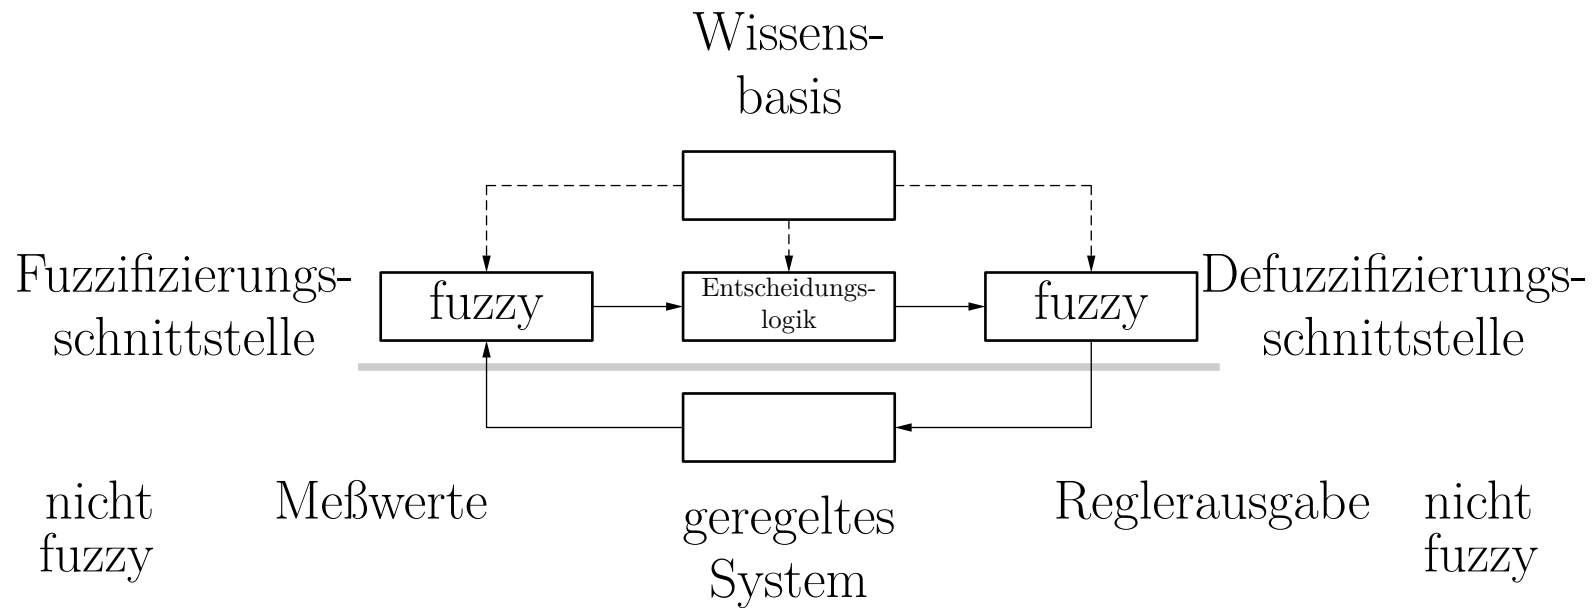 Wissens-
basis
Fuzzifizierungs-
schnittstelle
fuzzy
Entscheidungs-
logik
fuzzy
Defuzzifizierungs-
schnittstelle
nicht
fuzzy
Meßwerte
geregeltes
System
Reglerausgabe
nicht
fuzzy